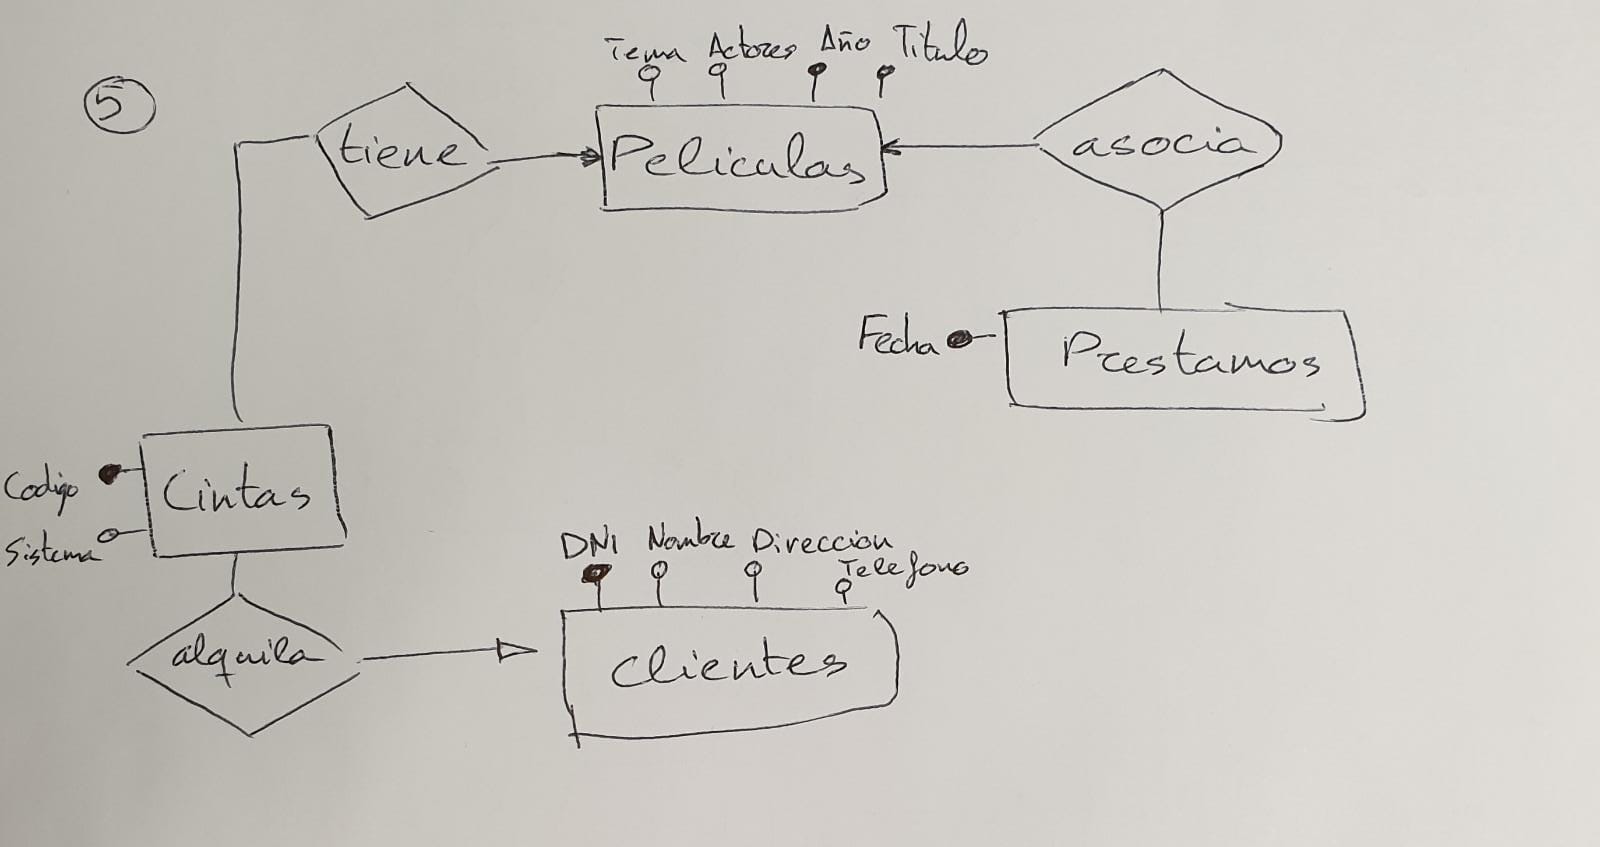 5
Tema Actores Año Titulo
tiene
Peliculas
asocia
Fecha
Prestamos
Codigo
Sistema
Cintas
DNI Nombre Direccion
Telefono
alquila
Clientes